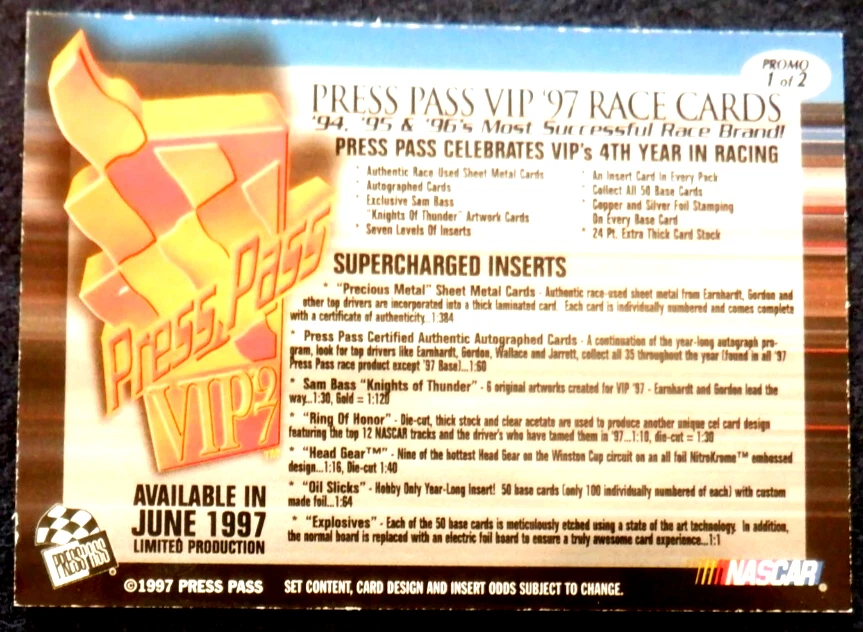 PROMO
1 of 2
PRESS PASS VIP '97 RACE CARDS
'94, '95 & '96's Most Successful Race Brand!
PRESS PASS CELEBRATES VIP's 4TH YEAR IN RACING
* Authentic Race Used Sheet Metal Cards
* Autographed Cards
* Exclusive Sam Bass
"Knights Of Thunder" Artwork Cards
* Seven Levels Of Inserts
* An Insert Card In Every Pack
* Collect All 50 Base Cards
* Copper and Silver Foil Stamping
On Every Base Card
* 24 Pt. Extra Thick Card Stock
Press Pass
VIP '97
TM
SUPERCHARGED INSERTS
* "Precious Metal" Sheet Metal Cards - Authentic race-used sheet metal from Earnhardt, Gordon and
other top drivers are incorporated into a thick laminated card. Each card is individually numbered and comes complete
with a certificate of authenticity...1:384
* Press Pass Certified Authentic Autographed Cards - A continuation of the year-long autograph pro-
gram, look for top drivers like Earnhardt, Gordon, Wallace and Jarrett, collect all 35 throughout the year (found in all '97
Press Pass race product except '97 Base)...1:60
* Sam Bass "Knights of Thunder" - 6 original artworks created for VIP '97 - Earnhardt and Gordon lead the
way...1:30, Gold = 1:120
* "Ring Of Honor" - Die-cut, thick stock and clear acetate are used to produce another unique cel card design
featuring the top 12 NASCAR tracks and the driver's who have tamed them in '97...1:10, die-cut = 1:30
* "Head Gear™" - Nine of the hottest Head Gear on the Winston Cup circuit on an all foil NitroKrome™ embossed
design...1:16, Die-cut 1:40
* "Oil Slicks" - Hobby Only Year-Long Insert! 50 base cards (only 100 individually numbered of each) with custom
made foil...1:64
* "Explosives" - Each of the 50 base cards is meticulously etched using a state of the art technology. In addition,
the normal board is replaced with an electric foil board to ensure a truly awesome card experience...1:1
AVAILABLE IN
JUNE 1997
LIMITED PRODUCTION
PRESS PASS
©1997 PRESS PASS SET CONTENT, CARD DESIGN AND INSERT ODDS SUBJECT TO CHANGE.
NASCAR®